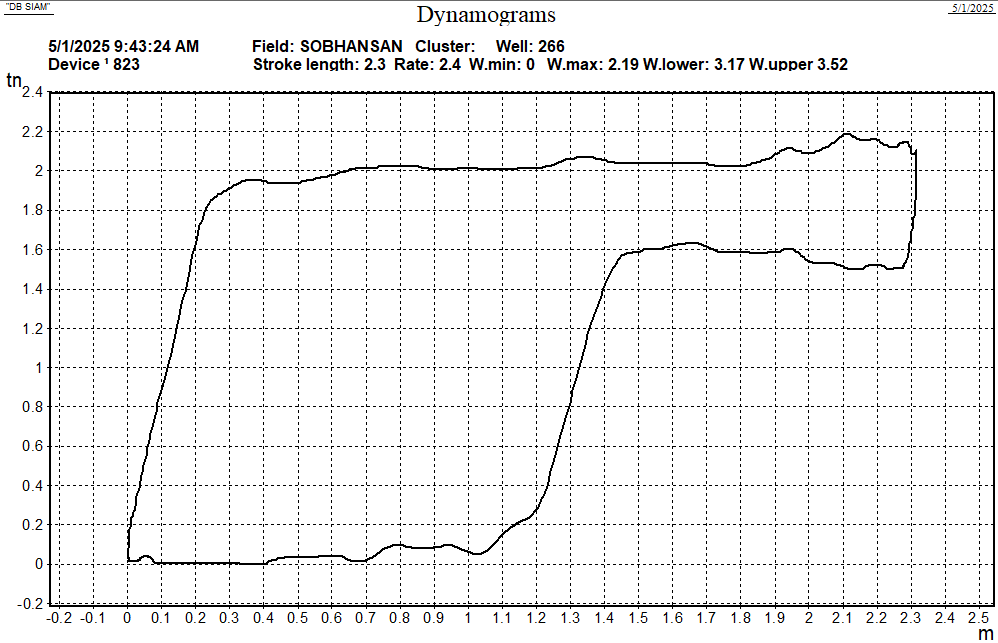 "DB SIAM"
5/1/2025
Dynamograms
5/1/2025 9:43:24 AM Field: SOBHANSAN Cluster: Well: 266
Device ¹ 823 Stroke length: 2.3 Rate: 2.4 W.min: 0 W.max: 2.19 W.lower: 3.17 W.upper 3.52
tn
2.4
2.2
2
1.8
1.6
1.4
1.2
1
0.8
0.6
0.4
0.2
0
-0.2
-0.2 -0.1 0 0.1 0.2 0.3 0.4 0.5 0.6 0.7 0.8 0.9 1 1.1 1.2 1.3 1.4 1.5 1.6 1.7 1.8 1.9 2 2.1 2.2 2.3 2.4 2.5
m